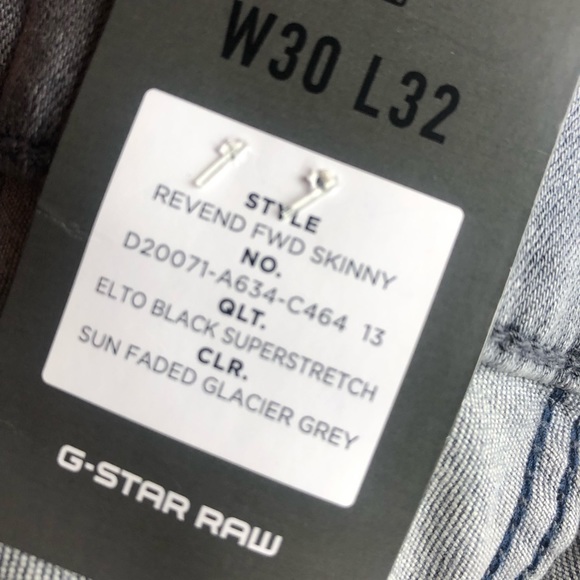 W30 L32
STYLE
REVEND FWD SKINNY
NO.
D20071-A634-C464 13
QLT.
ELTO BLACK SUPERSTRETCH
CLR.
SUN FADED GLACIER GREY
G-STAR RAW